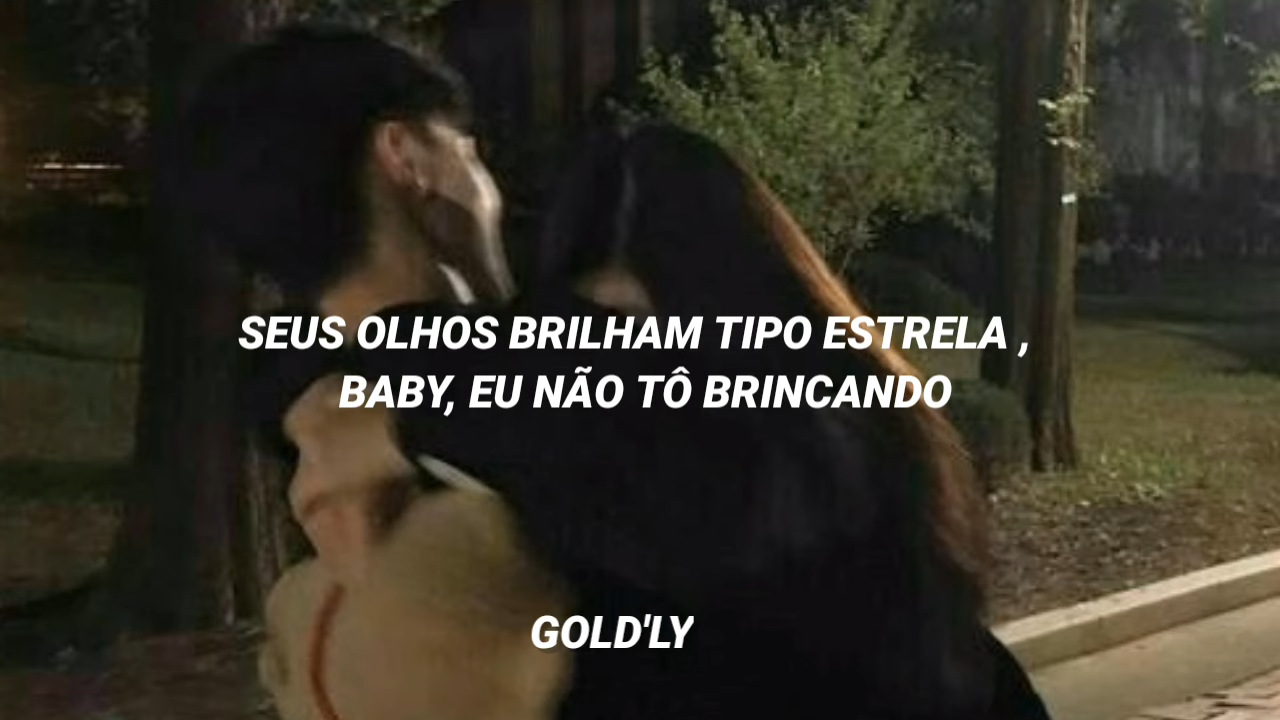 SEUS OLHOS BRILHAM TIPO ESTRELA ,
BABY, EU NÃO TÔ BRINCANDO
GOLD'LY